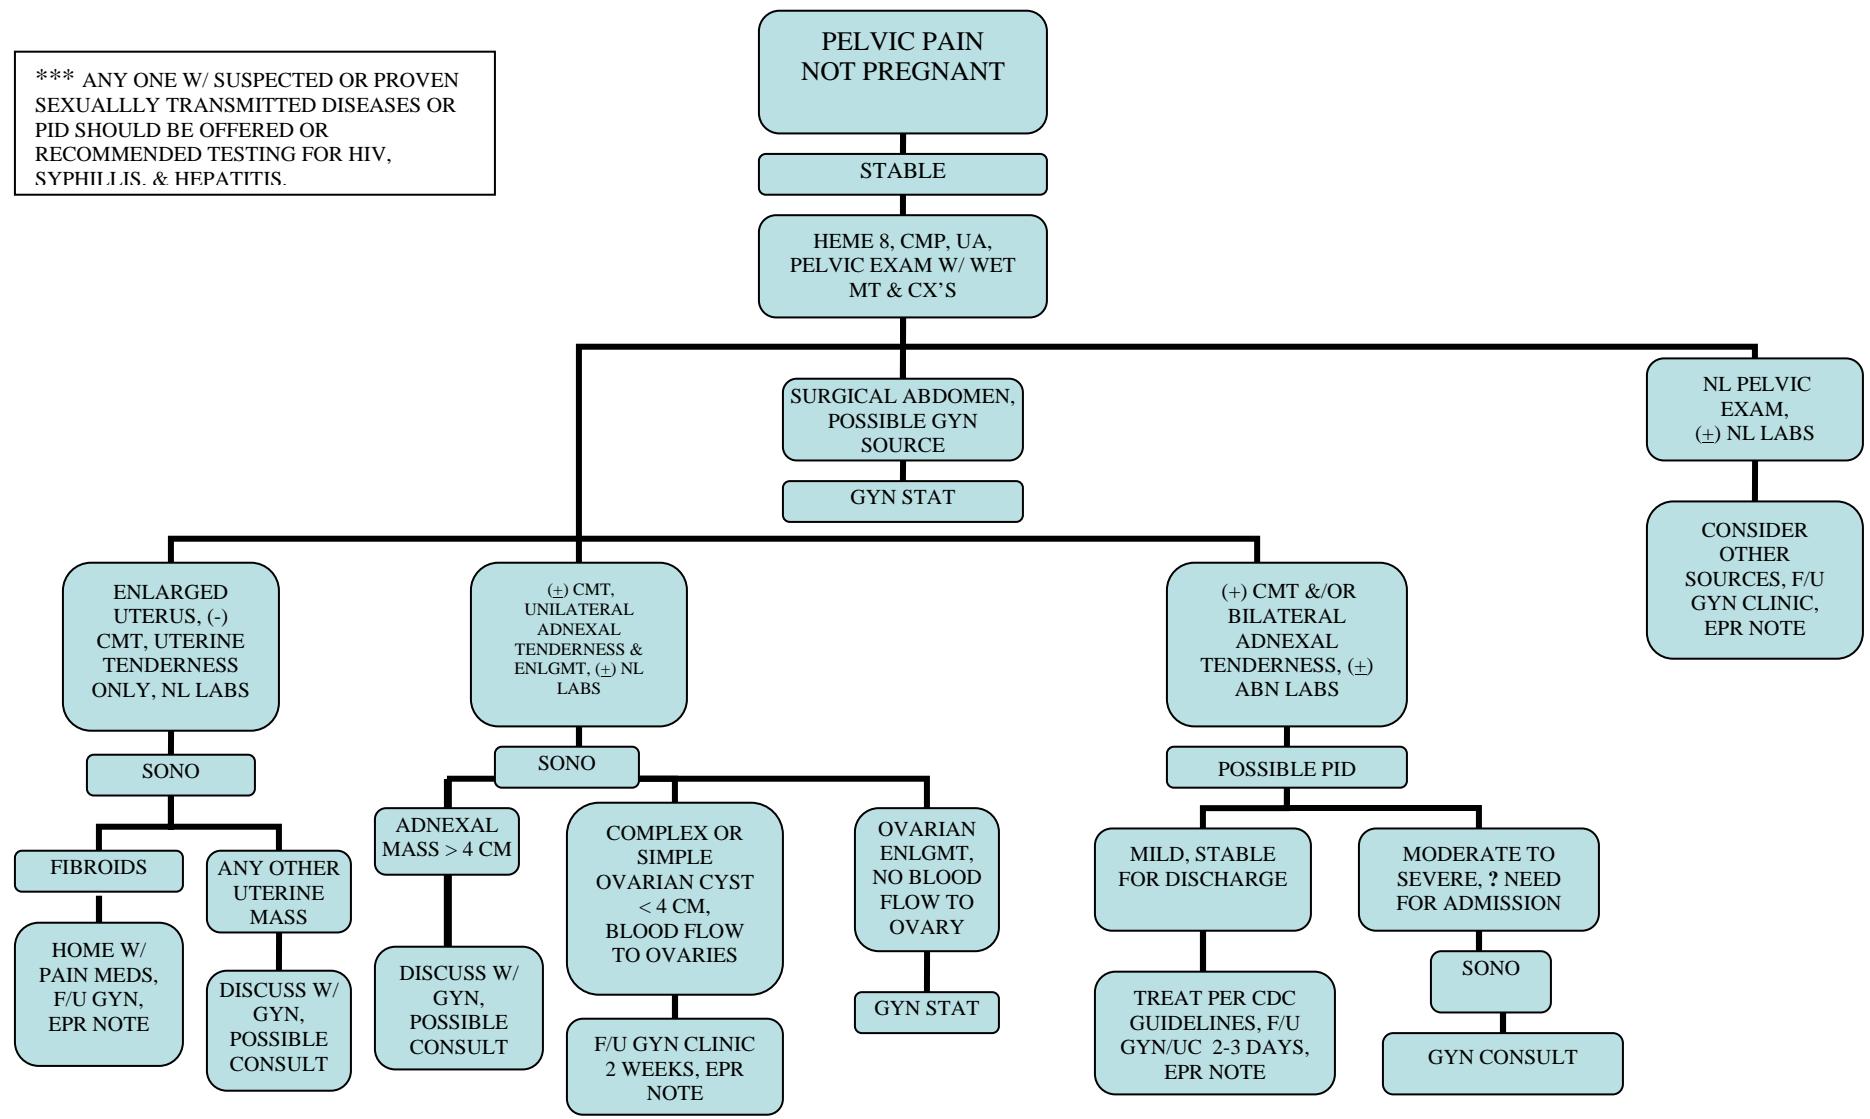 PELVIC PAIN
NOT PREGNANT
*** ANY ONE W/ SUSPECTED OR PROVEN
SEXUALLLY TRANSMITTED DISEASES OR
PID SHOULD BE OFFERED OR
RECOMMENDED TESTING FOR HIV,
SYPHILLIS, & HEPATITIS.
STABLE
HEME 8, CMP, UA,
PELVIC EXAM W/ WET
MT & CX’S
SURGICAL ABDOMEN,
POSSIBLE GYN
SOURCE
GYN STAT
NL PELVIC
EXAM,
(±) NL LABS
CONSIDER
OTHER
SOURCES, F/U
GYN CLINIC,
EPR NOTE
ENLARGED
UTERUS, (-)
CMT, UTERINE
TENDERNESS
ONLY, NL LABS
SONO
FIBROIDS
HOME W/
PAIN MEDS,
F/U GYN,
EPR NOTE
ANY OTHER
UTERINE
MASS
DISCUSS W/
GYN,
POSSIBLE
CONSULT
(±) CMT,
UNILATERAL
ADNEXAL
TENDERNESS &
ENLGMT, (±) NL
LABS
SONO
ADNEXAL
MASS > 4 CM
DISCUSS W/
GYN,
POSSIBLE
CONSULT
COMPLEX OR
SIMPLE
OVARIAN CYST
< 4 CM,
BLOOD FLOW
TO OVARIES
F/U GYN CLINIC
2 WEEKS, EPR
NOTE
OVARIAN
ENLGMT,
NO BLOOD
FLOW TO
OVARY
GYN STAT
(+) CMT &/OR
BILATERAL
ADNEXAL
TENDERNESS, (±)
ABN LABS
POSSIBLE PID
MILD, STABLE
FOR DISCHARGE
TREAT PER CDC
GUIDELINES, F/U
GYN/UC 2-3 DAYS,
EPR NOTE
MODERATE TO
SEVERE, ? NEED
FOR ADMISSION
SONO
GYN CONSULT